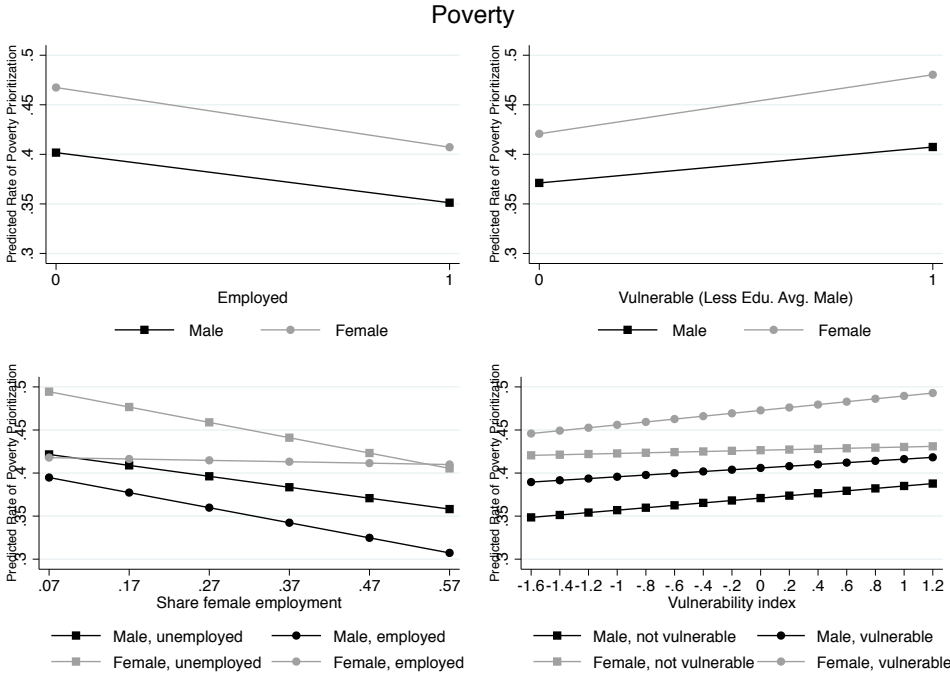 Poverty
Predicted Rate of Poverty Prioritization
.5
.45
.4
.35
.3
0 1
Employed
Male Female
Predicted Rate of Poverty Prioritization
.5
.45
.4
.35
.3
0 1
Vulnerable (Less Edu. Avg. Male)
Male Female
Predicted Rate of Poverty Prioritization
.5
.45
.4
.35
.3
.07 .17 .27 .37 .47 .57
Share female employment
Male, unemployed Male, employed
Female, unemployed Female, employed
Predicted Rate of Poverty Prioritization
.5
.45
.4
.35
.3
-1.6 -1.4 -1.2 -1 -.8 -.6 -.4 -.2 0 .2 .4 .6 .8 1 1.2
Vulnerability index
Male, not vulnerable Male, vulnerable
Female, not vulnerable Female, vulnerable